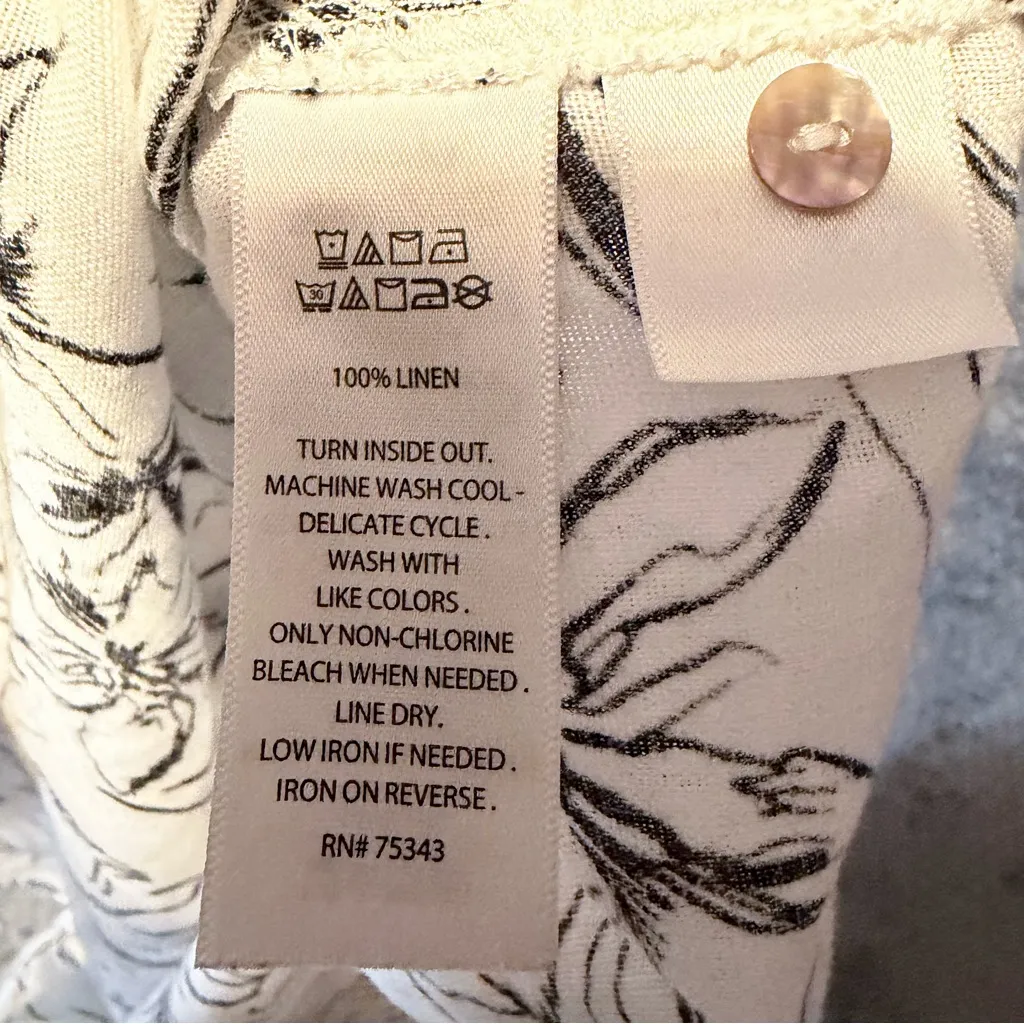 30
100% LINEN
TURN INSIDE OUT.
MACHINE WASH COOL -
DELICATE CYCLE .
WASH WITH
LIKE COLORS .
ONLY NON-CHLORINE
BLEACH WHEN NEEDED .
LINE DRY.
LOW IRON IF NEEDED .
IRON ON REVERSE .
RN# 75343